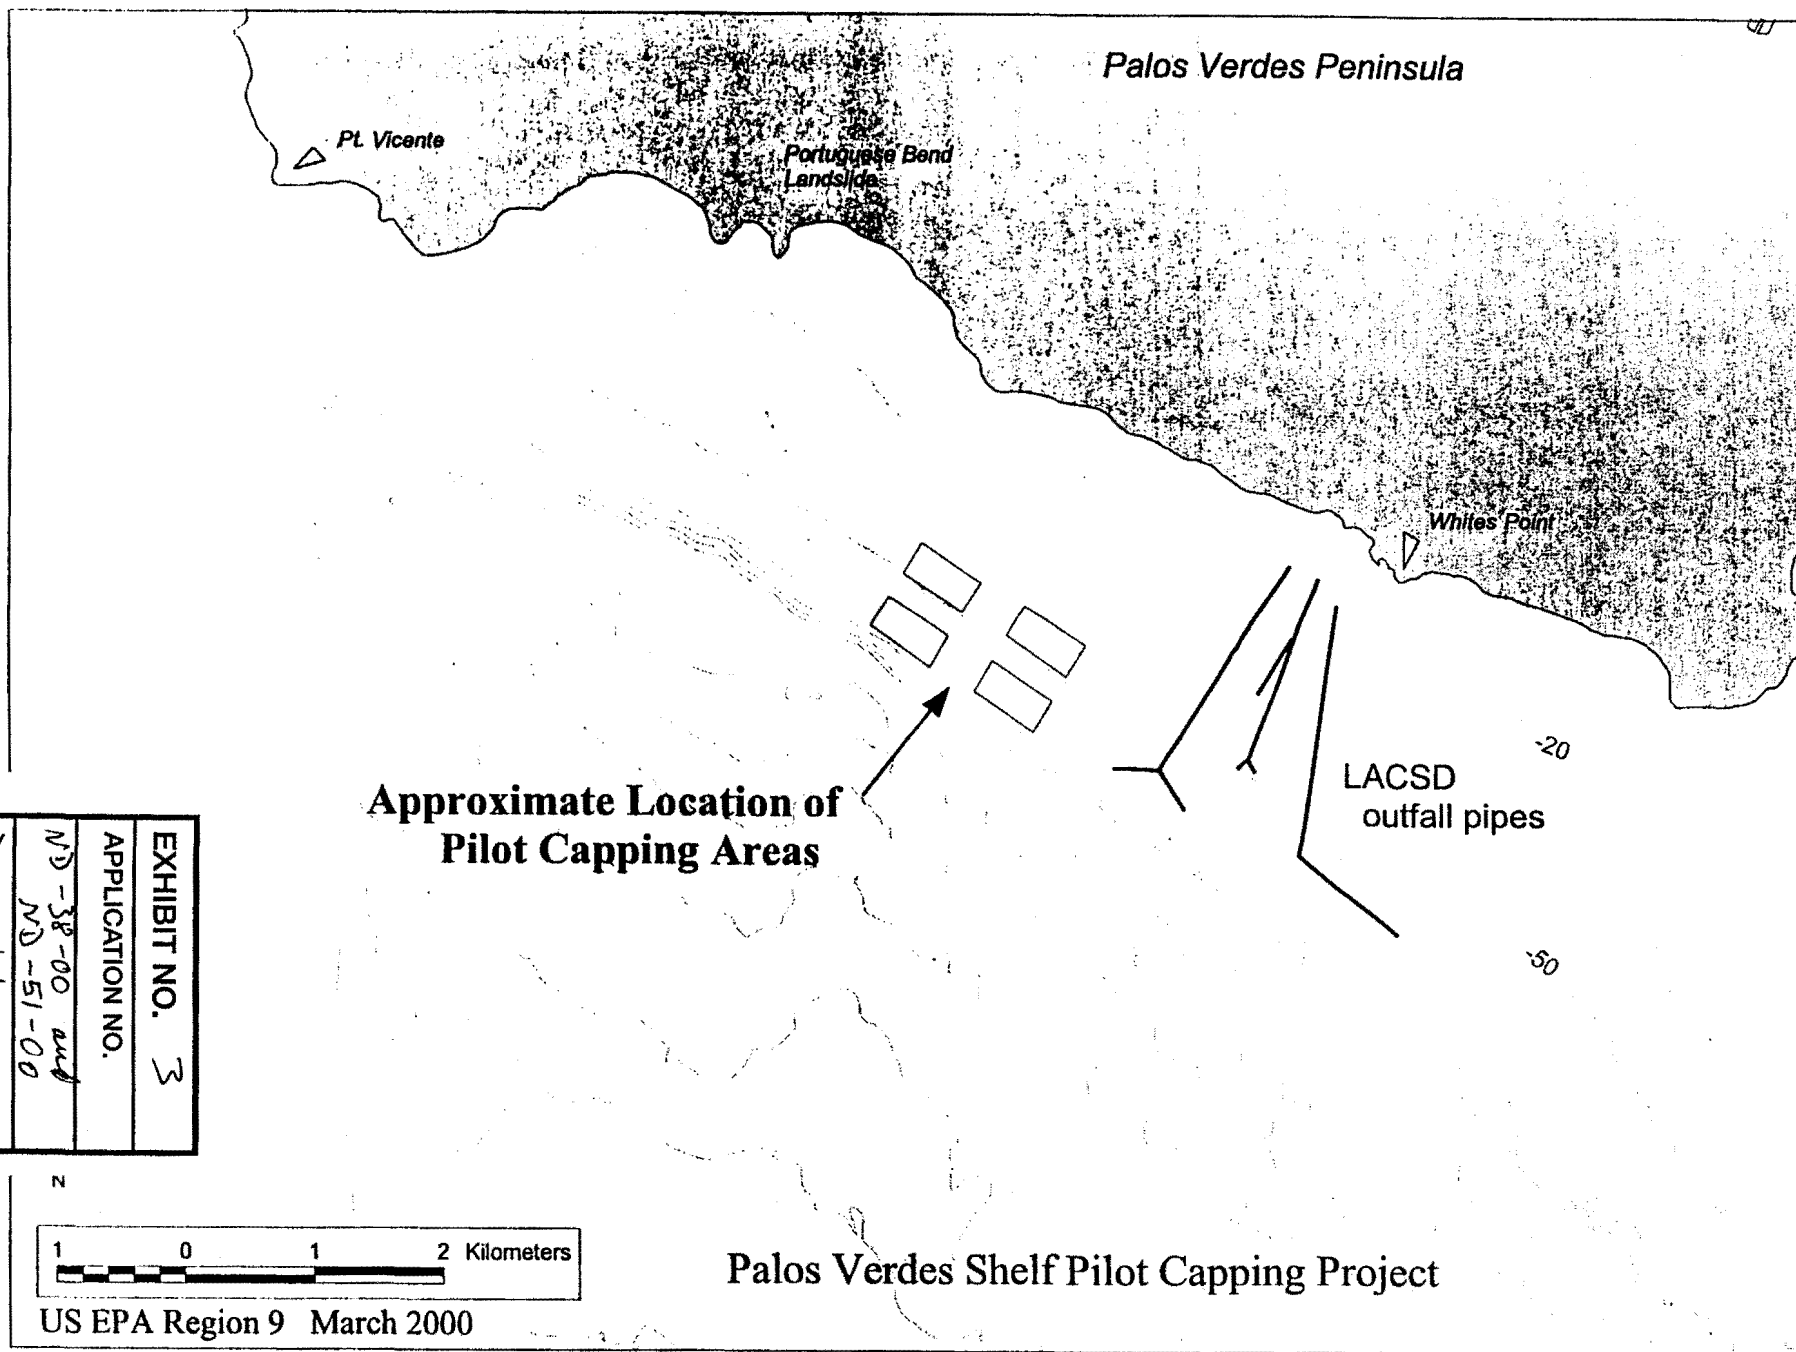 Palos Verdes Peninsula
Pt. Vicente
Portuguese Bend
Landslide
Whites Point
-20
LACSD
outfall pipes
-50
Approximate Location of
Pilot Capping Areas
EXHIBIT NO. 3
APPLICATION NO.
ND-38-00 and
ND-51-00
N
1 0 1 2 Kilometers
US EPA Region 9 March 2000
Palos Verdes Shelf Pilot Capping Project